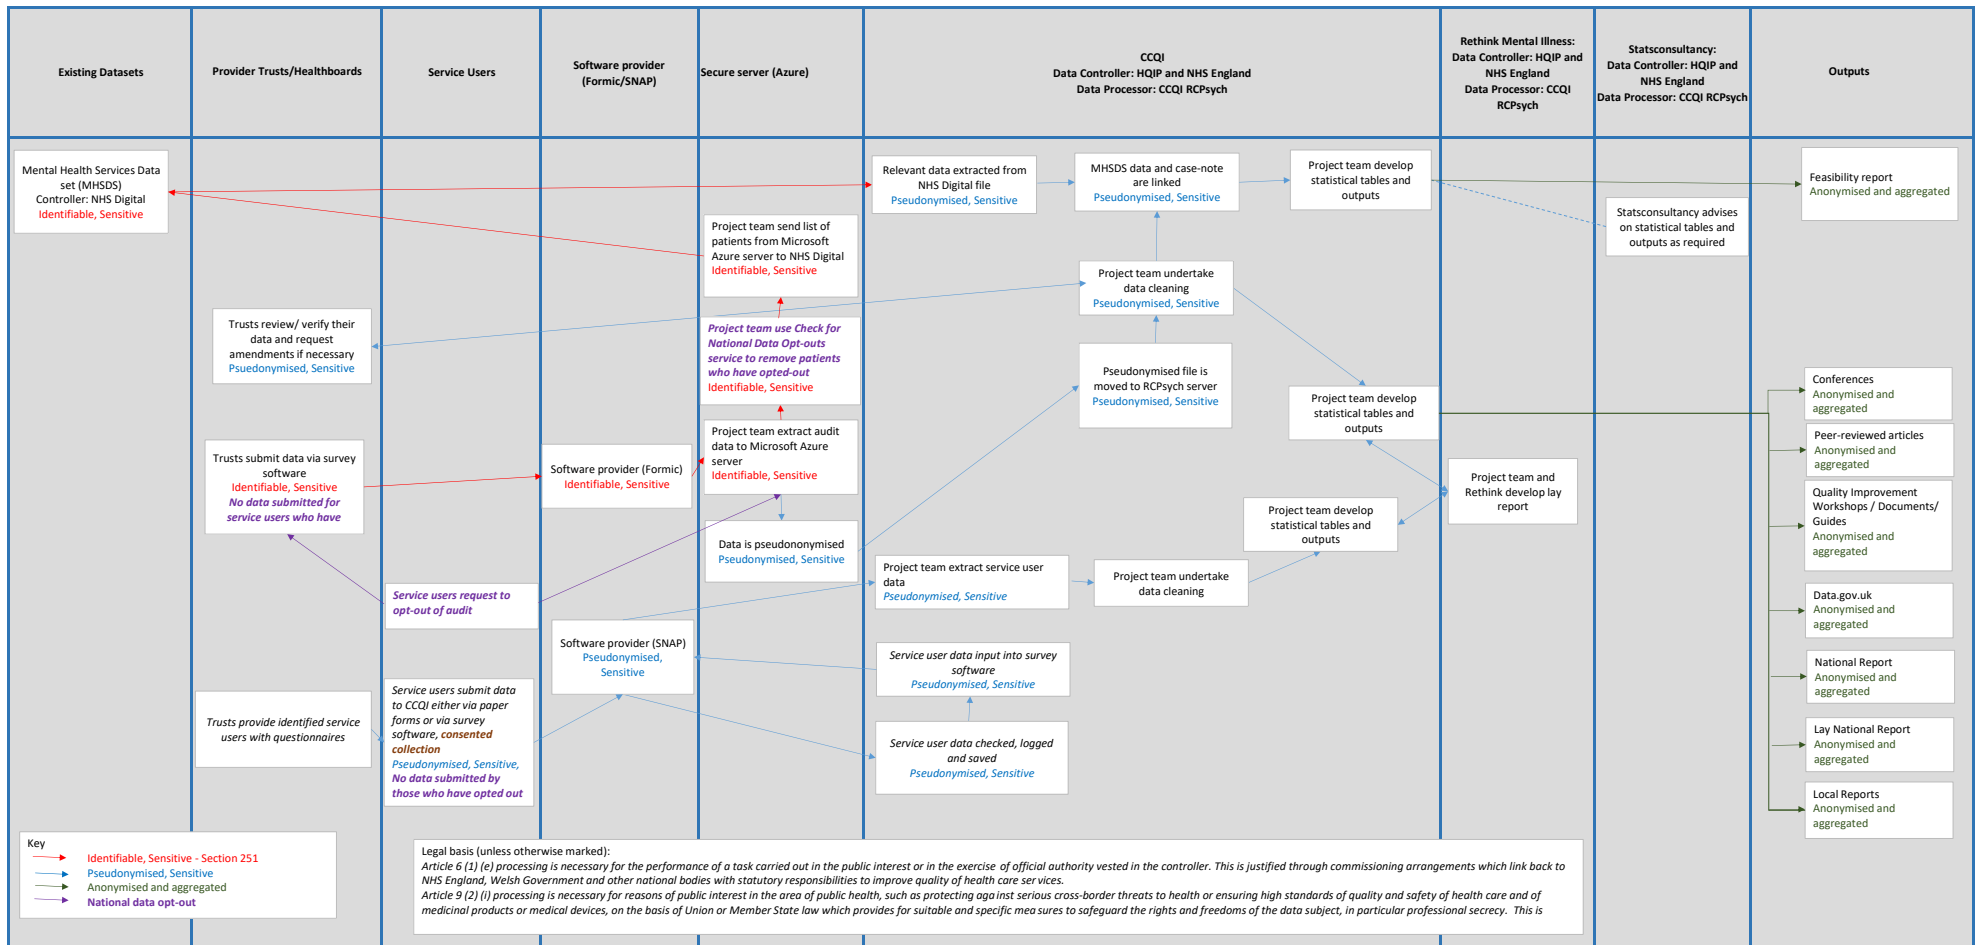 Existing Datasets
Provider Trusts/Healthboards
Service Users
Software provider
(Formic/SNAP)
Secure server (Azure)
CCQI
Data Controller: HQIP and NHS England
Data Processor: CCQI RCPsych
Rethink Mental Illness:
Data Controller: HQIP and
NHS England
Data Processor: CCQI
RCPsych
Statsconsultancy:
Data Controller: HQIP and
NHS England
Data Processor: CCQI RCPsych
Outputs
Mental Health Services Data
set (MHSDS)
Controller: NHS Digital
Identifiable, Sensitive
Relevant data extracted from
NHS Digital file
Pseudonymised, Sensitive
MHSDS data and case-note
are linked
Pseudonymised, Sensitive
Project team develop
statistical tables and
outputs
Feasibility report
Anonymised and aggregated
Statsconsultancy advises
on statistical tables and
outputs as required
Project team send list of
patients from Microsoft
Azure server to NHS Digital
Identifiable, Sensitive
Project team undertake
data cleaning
Pseudonymised, Sensitive
Trusts review/ verify their
data and request
amendments if necessary
Psuedonymised, Sensitive
Project team use Check for
National Data Opt-outs
service to remove patients
who have opted-out
Identifiable, Sensitive
Pseudonymised file is
moved to RCPsych server
Pseudonymised, Sensitive
Project team develop
statistical tables and
outputs
Conferences
Anonymised and
aggregated
Peer-reviewed articles
Anonymised and
aggregated
Trusts submit data via survey
software
Identifiable, Sensitive
No data submitted for
service users who have
Software provider (Formic)
Identifiable, Sensitive
Project team extract audit
data to Microsoft Azure
server
Identifiable, Sensitive
Project team and
Rethink develop lay
report
Quality Improvement
Workshops / Documents/
Guides
Anonymised and
aggregated
Project team develop
statistical tables and
outputs
Data is pseudononymised
Pseudonymised, Sensitive
Project team extract service user
data
Pseudonymised, Sensitive
Project team undertake
data cleaning
Service users request to
opt-out of audit
Data.gov.uk
Anonymised and
aggregated
Software provider (SNAP)
Pseudonymised,
Sensitive
Service user data input into survey
software
Pseudonymised, Sensitive
National Report
Anonymised and
aggregated
Trusts provide identified service
users with questionnaires
Service users submit data
to CCQI either via paper
forms or via survey
software, consented
collection
Pseudonymised, Sensitive,
No data submitted by
those who have opted out
Service user data checked, logged
and saved
Pseudonymised, Sensitive
Lay National Report
Anonymised and
aggregated
Local Reports
Anonymised and
aggregated
Key
Identifiable, Sensitive - Section 251
Pseudonymised, Sensitive
Anonymised and aggregated
National data opt-out
Legal basis (unless otherwise marked):
Article 6 (1) (e) processing is necessary for the performance of a task carried out in the public interest or in the exercise of official authority vested in the controller. This is justified through commissioning arrangements which link back to
NHS England, Welsh Government and other national bodies with statutory responsibilities to improve quality of health care services.
Article 9 (2) (i) processing is necessary for reasons of public interest in the area of public health, such as protecting against serious cross-border threats to health or ensuring high standards of quality and safety of health care and of
medicinal products or medical devices, on the basis of Union or Member State law which provides for suitable and specific measures to safeguard the rights and freedoms of the data subject, in particular professional secrecy. This is